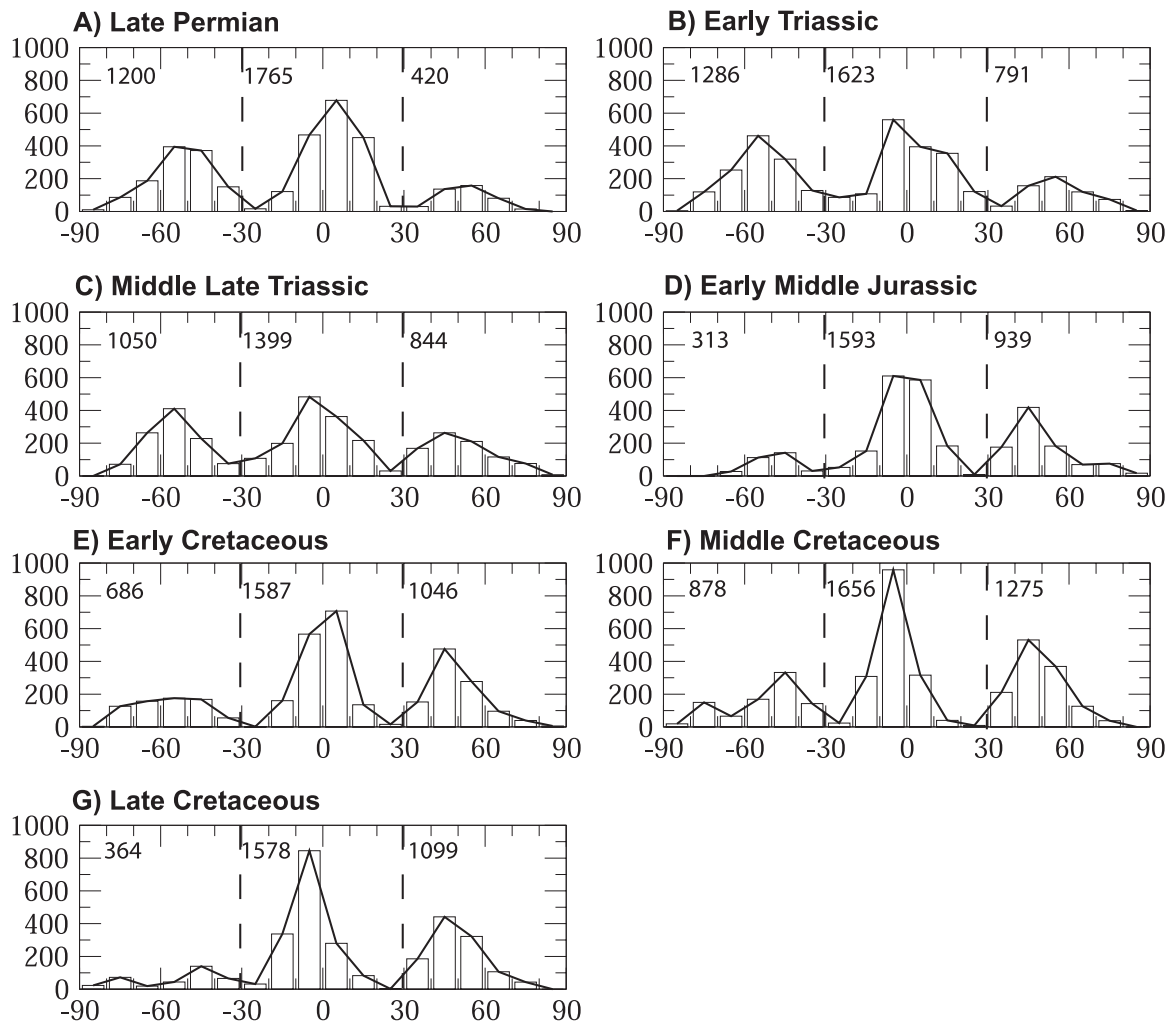 A) Late Permian
1000
800
600
400
200
0
1200 1765 420
-90 -60 -30 0 30 60 90
B) Early Triassic
1000
800
600
400
200
0
1286 1623 791
-90 -60 -30 0 30 60 90
C) Middle Late Triassic
1000
800
600
400
200
0
1050 1399 844
-90 -60 -30 0 30 60 90
D) Early Middle Jurassic
1000
800
600
400
200
0
313 1593 939
-90 -60 -30 0 30 60 90
E) Early Cretaceous
1000
800
600
400
200
0
686 1587 1046
-90 -60 -30 0 30 60 90
F) Middle Cretaceous
1000
800
600
400
200
0
878 1656 1275
-90 -60 -30 0 30 60 90
G) Late Cretaceous
1000
800
600
400
200
0
364 1578 1099
-90 -60 -30 0 30 60 90